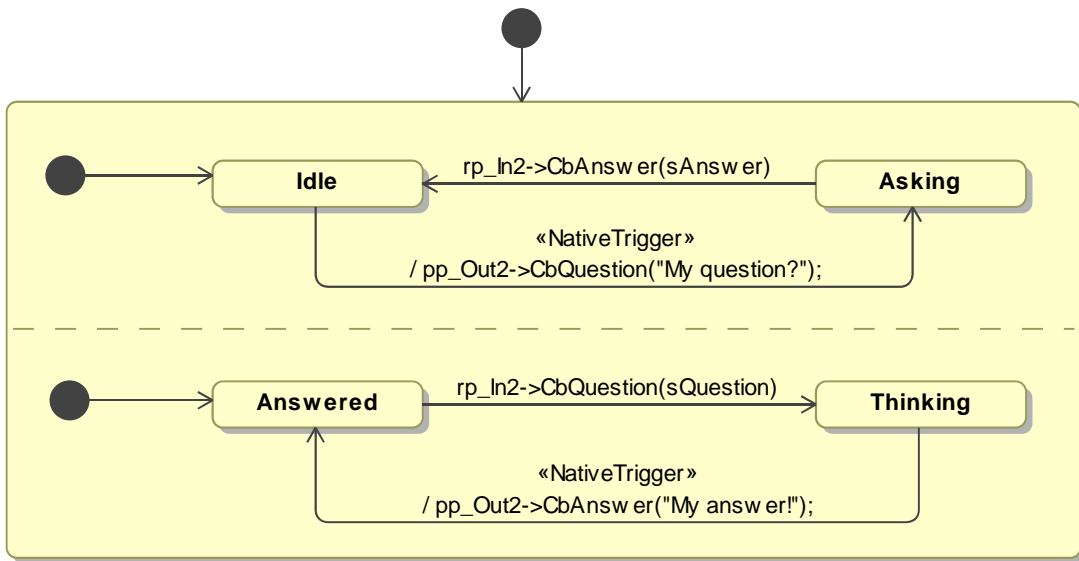 Idle
rp_In2->CbAnswer(sAnswer)
Asking
«NativeTrigger»
/ pp_Out2->CbQuestion("My question?");
Answered
rp_In2->CbQuestion(sQuestion)
Thinking
«NativeTrigger»
/ pp_Out2->CbAnswer("My answer!");